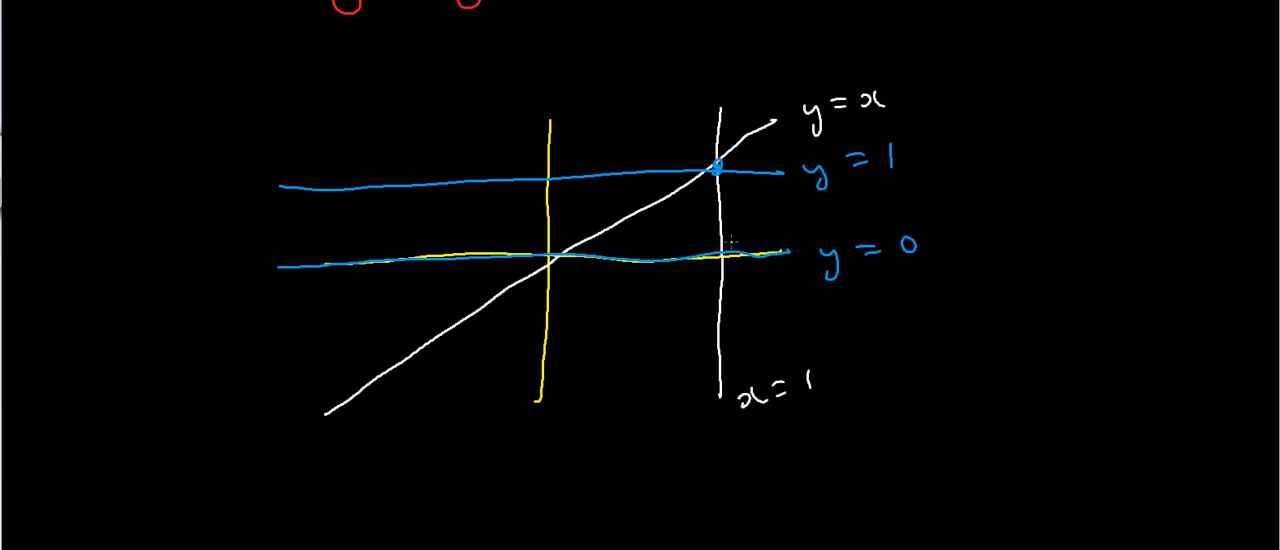 y = x
y = 1
y = 0
x = 1